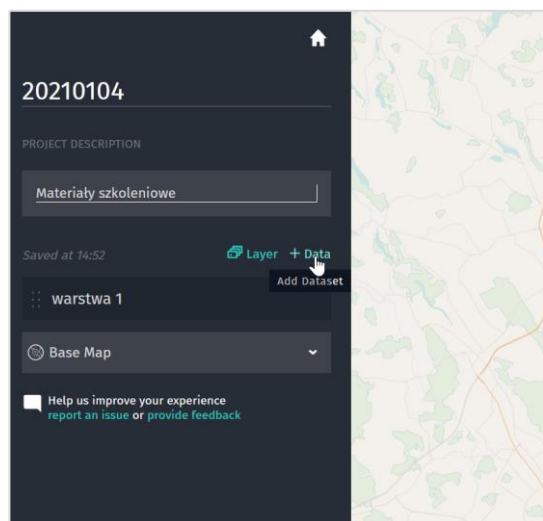 20210104
PROJECT DESCRIPTION
Materiały szkoleniowe
Saved at 14:52 Layer + Data
Add Dataset
warstwa 1
Base Map
Help us improve your experience
report an issue or provide feedback